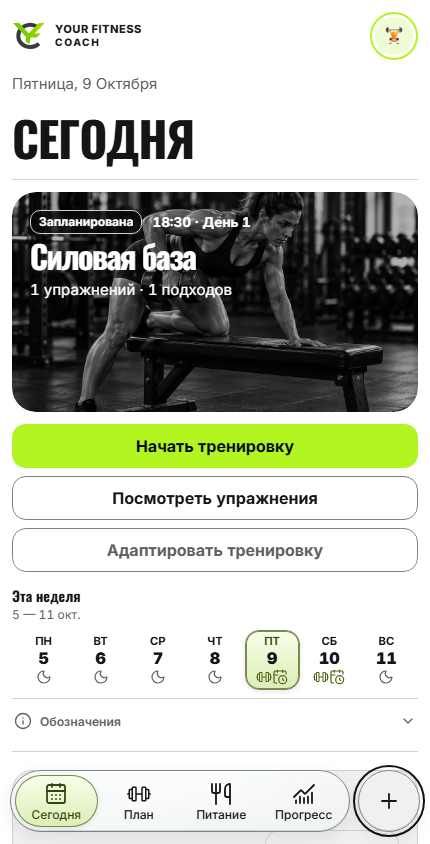 YOUR FITNESS
COACH
Пятница, 9 Октября
СЕГОДНЯ
Запланирована 18:30 · День 1
Силовая база
1 упражнений · 1 подходов
Начать тренировку
Посмотреть упражнения
Адаптировать тренировку
Эта неделя
5 — 11 окт.
ПН ВТ СР ЧТ ПТ СБ ВС
5 6 7 8 9 10 11
Обозначения
Сегодня План Питание Прогресс